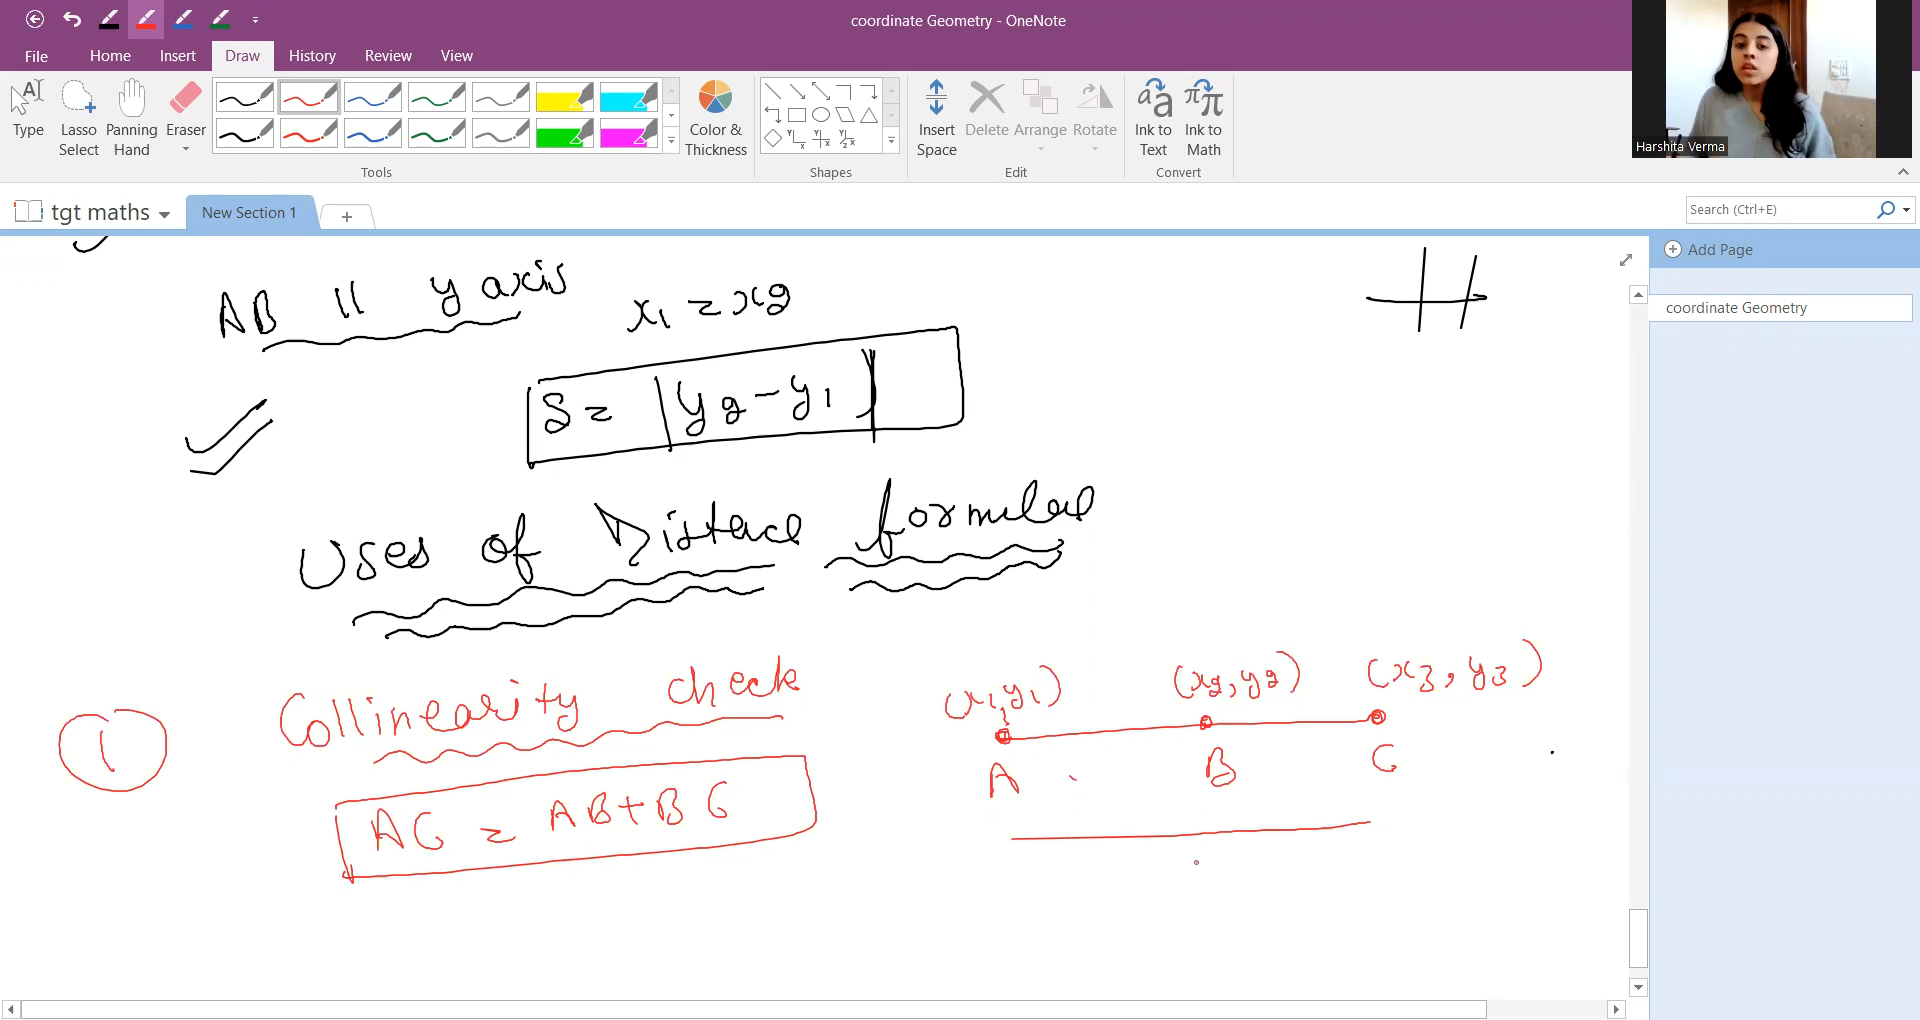 coordinate Geometry - OneNote
File Home Insert Draw History Review View
Type
Lasso Select
Panning Hand
Eraser
Color & Thickness
Insert Space
Delete
Arrange
Rotate
Ink to Text
Ink to Math
Tools
Shapes
Edit
Convert
Harshita Verma
tgt maths
New Section 1
+
Search (Ctrl+E)
Add Page
coordinate Geometry
AB || y axis x₁ = x₂
S = |y₂ - y₁|
Uses of Distace formulae
1 Collinearity check
(x₁, y₁) (x₂, y₂) (x₃, y₃)
A B C
AC = AB + BC